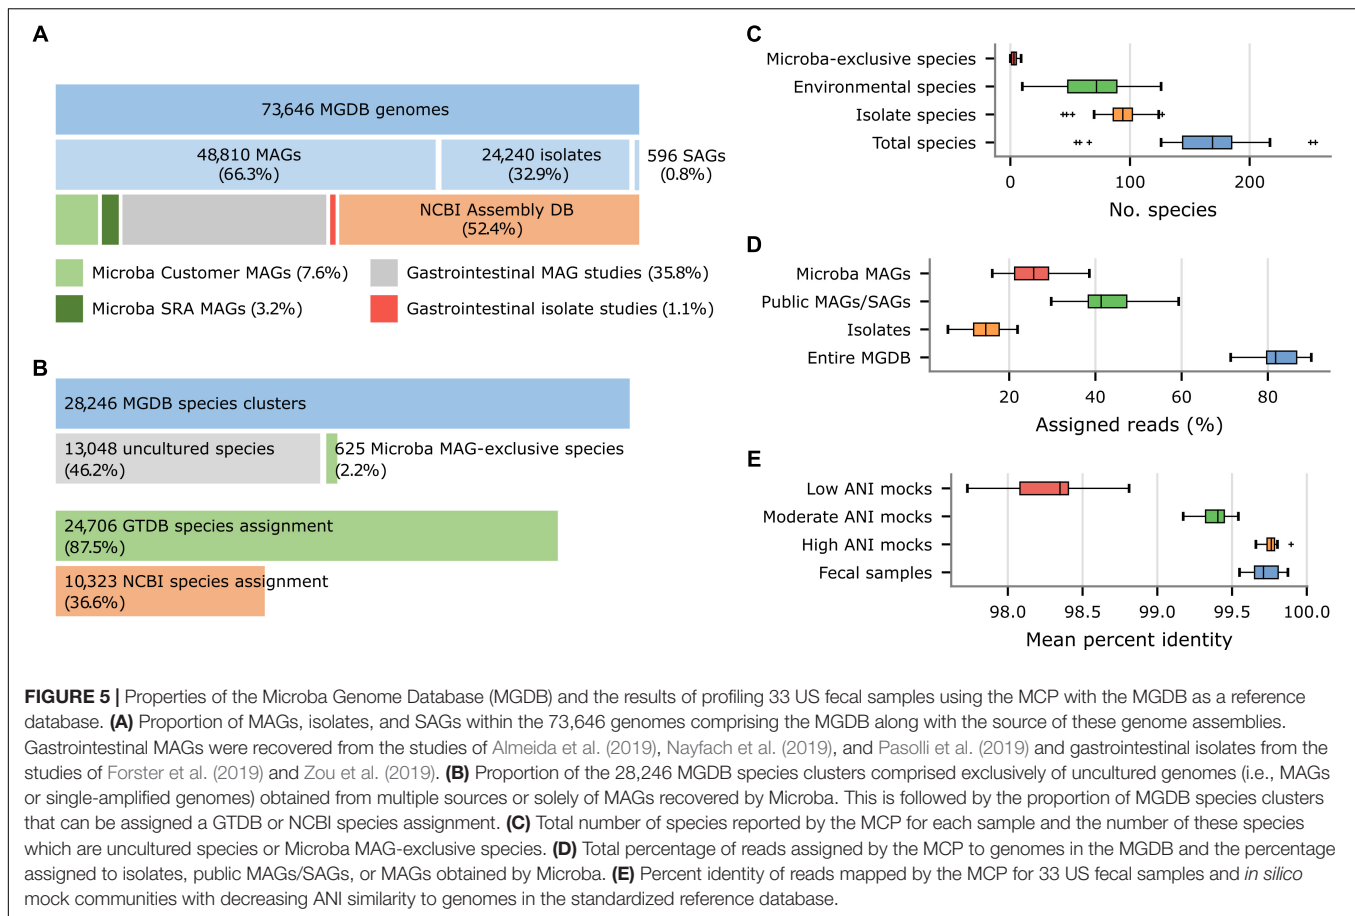 A
73,646 MGDB genomes
48,810 MAGs
(66.3%)
24,240 isolates
(32.9%)
596 SAGs
(0.8%)
NCBI Assembly DB
(52.4%)
Microba Customer MAGs (7.6%)
Gastrointestinal MAG studies (35.8%)
Microba SRA MAGs (3.2%)
Gastrointestinal isolate studies (1.1%)
B
28,246 MGDB species clusters
13,048 uncultured species
(46.2%)
625 Microba MAG-exclusive species
(2.2%)
24,706 GTDB species assignment
(87.5%)
10,323 NCBI species assignment
(36.6%)
C
Microba-exclusive species
Environmental species
Isolate species
Total species
0 100 200
No. species
D
Microba MAGs
Public MAGs/SAGs
Isolates
Entire MGDB
20 40 60 80
Assigned reads (%)
E
Low ANI mocks
Moderate ANI mocks
High ANI mocks
Fecal samples
98.0 98.5 99.0 99.5 100.0
Mean percent identity
FIGURE 5 | Properties of the Microba Genome Database (MGDB) and the results of profiling 33 US fecal samples using the MCP with the MGDB as a reference
database. (A) Proportion of MAGs, isolates, and SAGs within the 73,646 genomes comprising the MGDB along with the source of these genome assemblies.
Gastrointestinal MAGs were recovered from the studies of Almeida et al. (2019), Nayfach et al. (2019), and Pasolli et al. (2019) and gastrointestinal isolates from the
studies of Forster et al. (2019) and Zou et al. (2019). (B) Proportion of the 28,246 MGDB species clusters comprised exclusively of uncultured genomes (i.e., MAGs
or single-amplified genomes) obtained from multiple sources or solely of MAGs recovered by Microba. This is followed by the proportion of MGDB species clusters
that can be assigned a GTDB or NCBI species assignment. (C) Total number of species reported by the MCP for each sample and the number of these species
which are uncultured species or Microba MAG-exclusive species. (D) Total percentage of reads assigned by the MCP to genomes in the MGDB and the percentage
assigned to isolates, public MAGs/SAGs, or MAGs obtained by Microba. (E) Percent identity of reads mapped by the MCP for 33 US fecal samples and in silico
mock communities with decreasing ANI similarity to genomes in the standardized reference database.